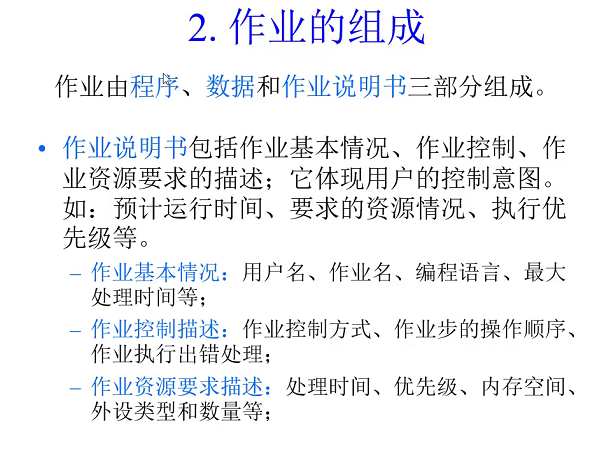 2. 作业的组成
作业由程序、数据和作业说明书三部分组成。
• 作业说明书包括作业基本情况、作业控制、作
业资源要求的描述；它体现用户的控制意图。
如：预计运行时间、要求的资源情况、执行优
先级等。
– 作业基本情况：用户名、作业名、编程语言、最大
处理时间等；
– 作业控制描述：作业控制方式、作业步的操作顺序、
作业执行出错处理；
– 作业资源要求描述：处理时间、优先级、内存空间、
外设类型和数量等；